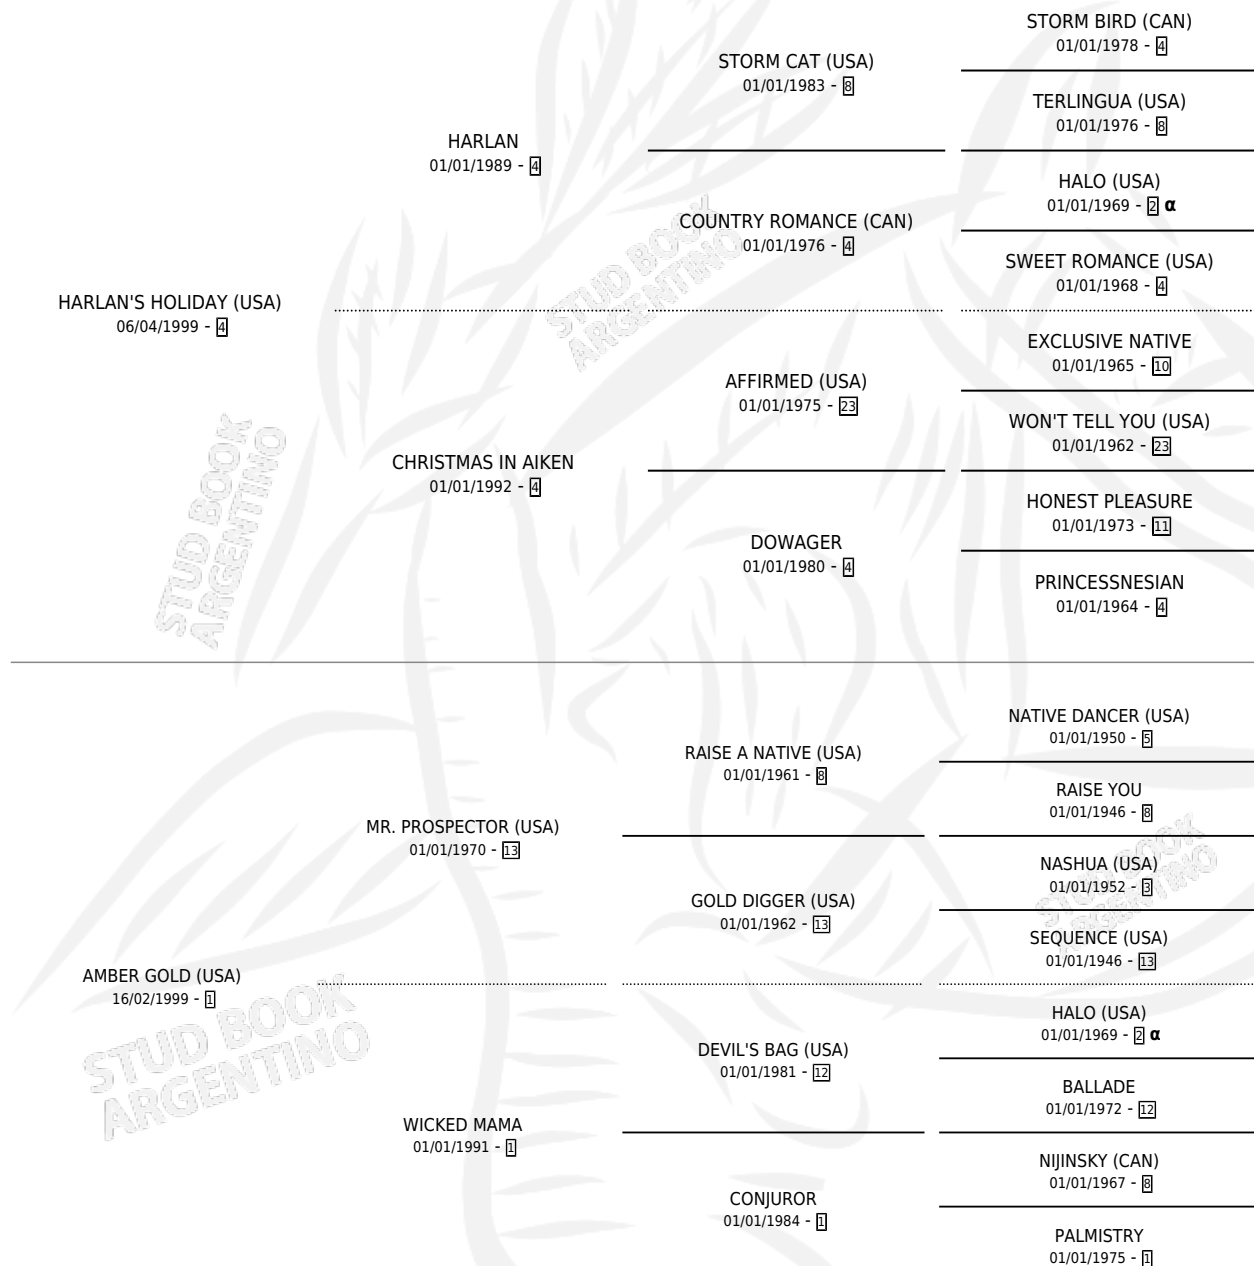 STORM BIRD (CAN)
01/01/1978 - 4
STORM CAT (USA)
01/01/1983 - 8
TERLINGUA (USA)
01/01/1976 - 8
HARLAN
01/01/1989 - 4
HALO (USA)
01/01/1969 - 2 α
COUNTRY ROMANCE (CAN)
01/01/1976 - 4
SWEET ROMANCE (USA)
01/01/1968 - 4
HARLAN'S HOLIDAY (USA)
06/04/1999 - 4
EXCLUSIVE NATIVE
01/01/1965 - 10
AFFIRMED (USA)
01/01/1975 - 23
WON'T TELL YOU (USA)
01/01/1962 - 23
CHRISTMAS IN AIKEN
01/01/1992 - 4
HONEST PLEASURE
01/01/1973 - 11
DOWAGER
01/01/1980 - 4
PRINCESSNESIAN
01/01/1964 - 4
NATIVE DANCER (USA)
01/01/1950 - 5
RAISE A NATIVE (USA)
01/01/1961 - 8
RAISE YOU
01/01/1946 - 8
MR. PROSPECTOR (USA)
01/01/1970 - 13
NASHUA (USA)
01/01/1952 - 3
GOLD DIGGER (USA)
01/01/1962 - 13
SEQUENCE (USA)
01/01/1946 - 13
AMBER GOLD (USA)
16/02/1999 - 1
HALO (USA)
01/01/1969 - 2 α
DEVIL'S BAG (USA)
01/01/1981 - 12
BALLADE
01/01/1972 - 12
WICKED MAMA
01/01/1991 - 1
NIJINSKY (CAN)
01/01/1967 - 8
CONJUROR
01/01/1984 - 1
PALMISTRY
01/01/1975 - 1
STUD BOOK
ARGENTINO
STUD BOOK
ARGENTINO
STUD BOOK
ARGENTINO
STUD BOOK
ARGENTINO